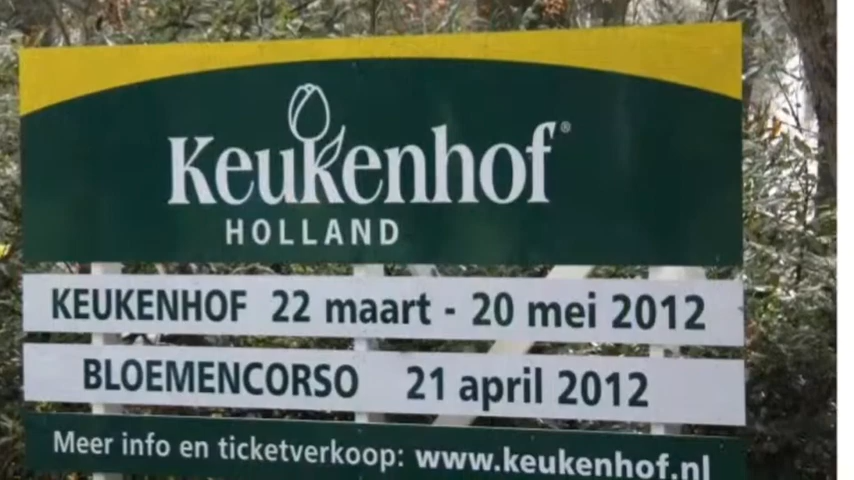 Keukenhof®
HOLLAND
KEUKENHOF 22 maart - 20 mei 2012
BLOEMENCORSO 21 april 2012
Meer info en ticketverkoop: www.keukenhof.nl